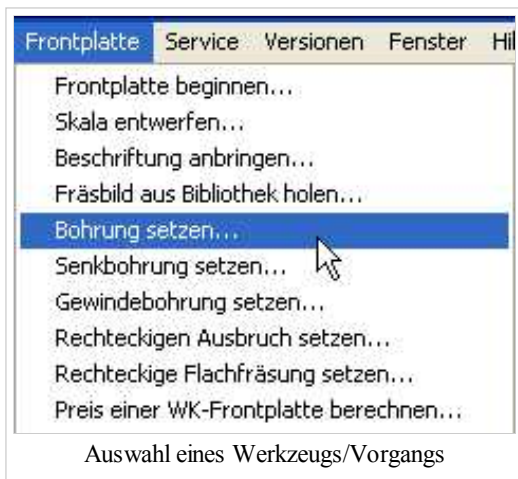 Frontplatte Service Versionen Fenster Hil
Frontplatte beginnen...
Skala entwerfen...
Beschriftung anbringen...
Fräsbild aus Bibliothek holen...
Bohrung setzen...
Senkbohrung setzen...
Gewindebohrung setzen...
Rechteckigen Ausbruch setzen...
Rechteckige Flachfräsung setzen...
Preis einer WK-Frontplatte berechnen...
Auswahl eines Werkzeugs/Vorgangs